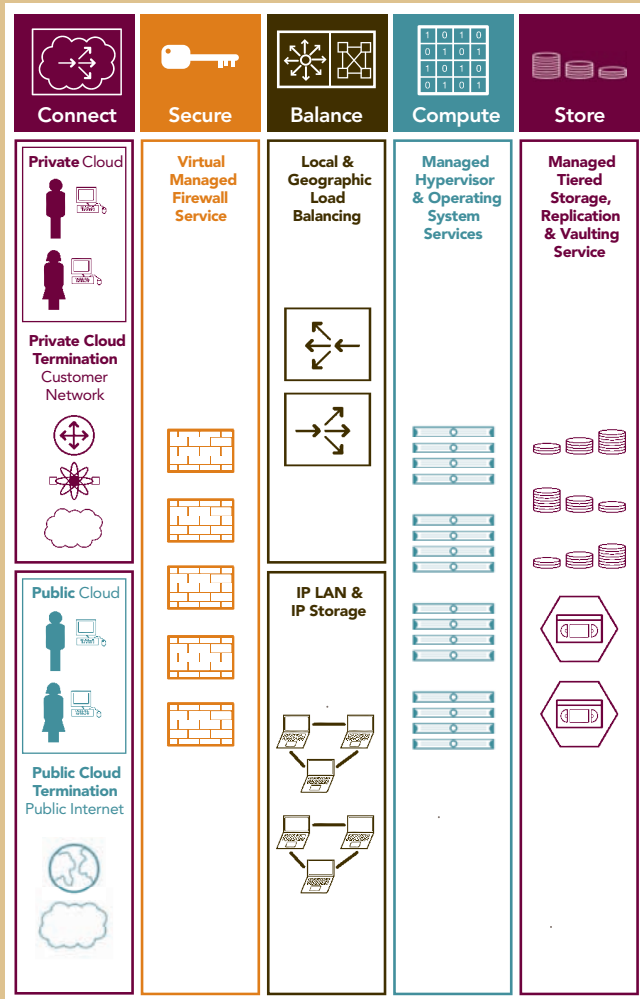 Connect
Secure
Balance
1 0 1 0
0 1 0 1
1 0 1 0
0 1 0 1
Compute
Store
Private Cloud
Private Cloud
Termination
Customer
Network
Public Cloud
Public Cloud
Termination
Public Internet
Virtual
Managed
Firewall
Service
Local &
Geographic
Load
Balancing
IP LAN &
IP Storage
Managed
Hypervisor
& Operating
System
Services
Managed
Tiered
Storage,
Replication
& Vaulting
Service